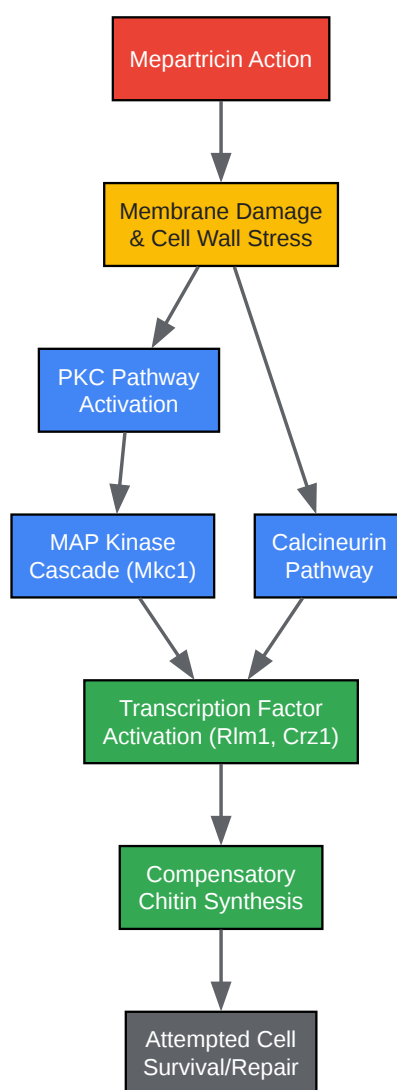 Mepartricin Action
Membrane Damage
& Cell Wall Stress
PKC Pathway
Activation
MAP Kinase
Cascade (Mkc1)
Calcineurin
Pathway
Transcription Factor
Activation (Rlm1, Crz1)
Compensatory
Chitin Synthesis
Attempted Cell
Survival/Repair